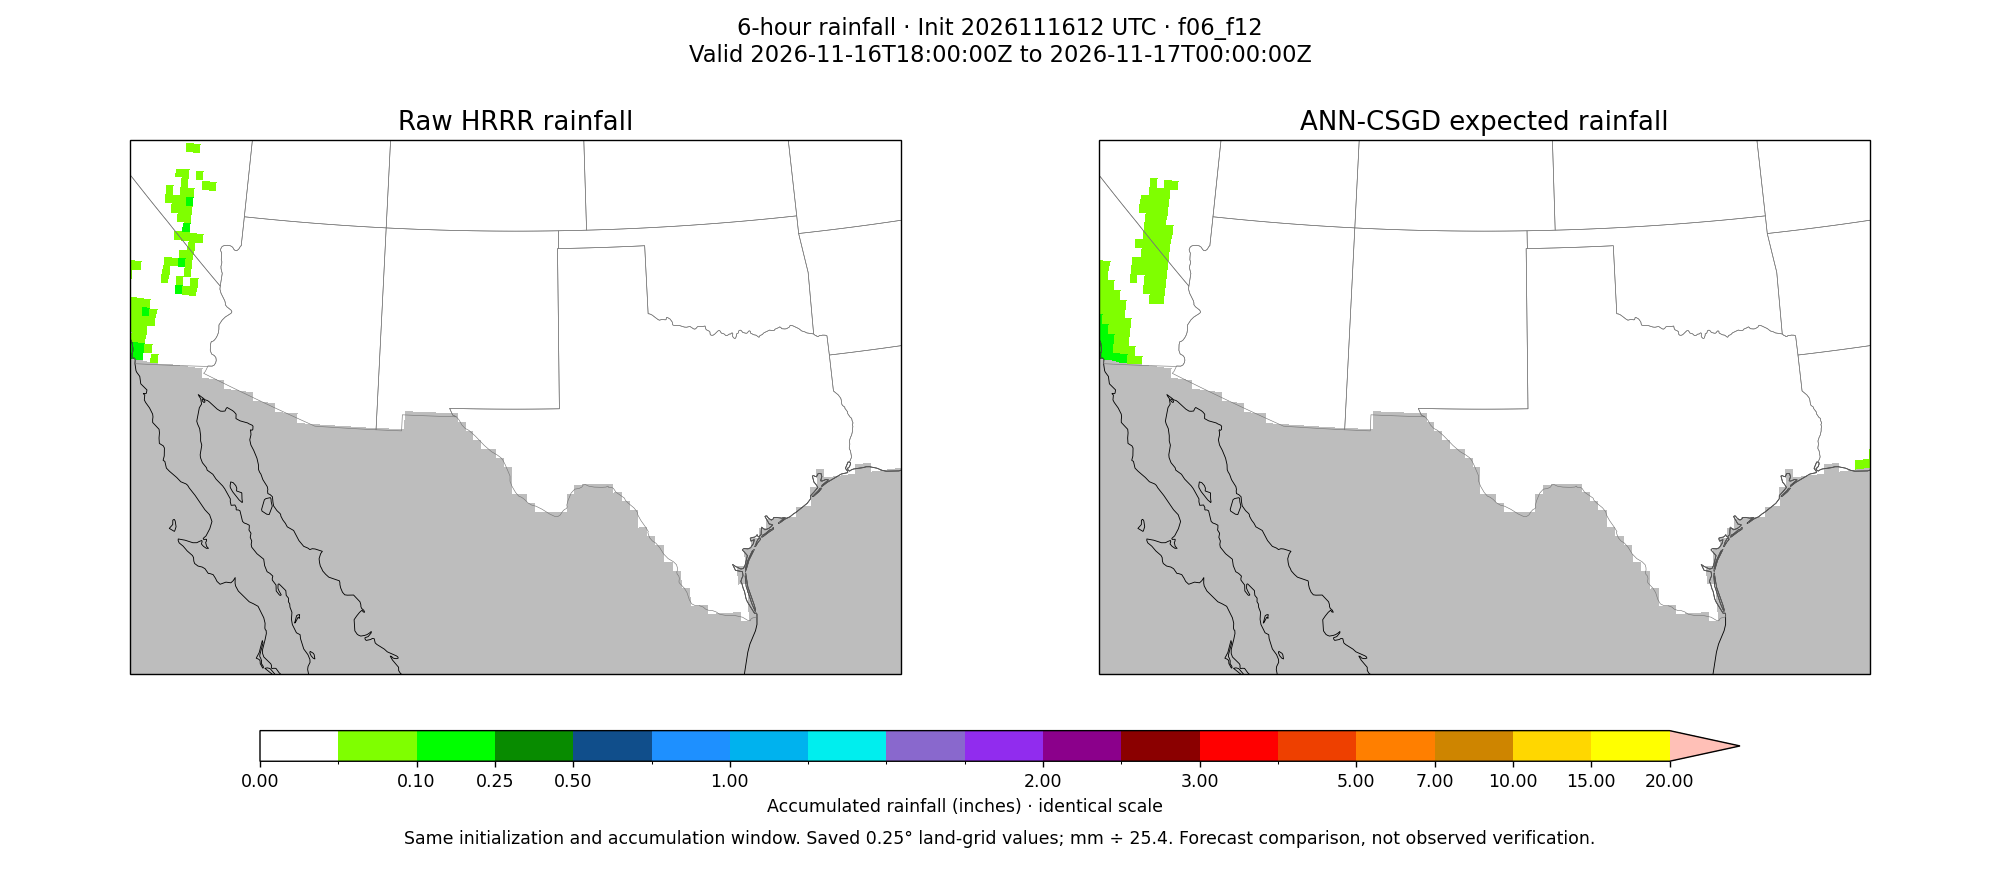 6-hour rainfall · Init 2026111612 UTC · f06_f12
Valid 2026-11-16T18:00:00Z to 2026-11-17T00:00:00Z
Raw HRRR rainfall
ANN-CSGD expected rainfall
0.00 0.10 0.25 0.50 1.00 2.00 3.00 5.00 7.00 10.00 15.00 20.00
Accumulated rainfall (inches) · identical scale
Same initialization and accumulation window. Saved 0.25° land-grid values; mm ÷ 25.4. Forecast comparison, not observed verification.